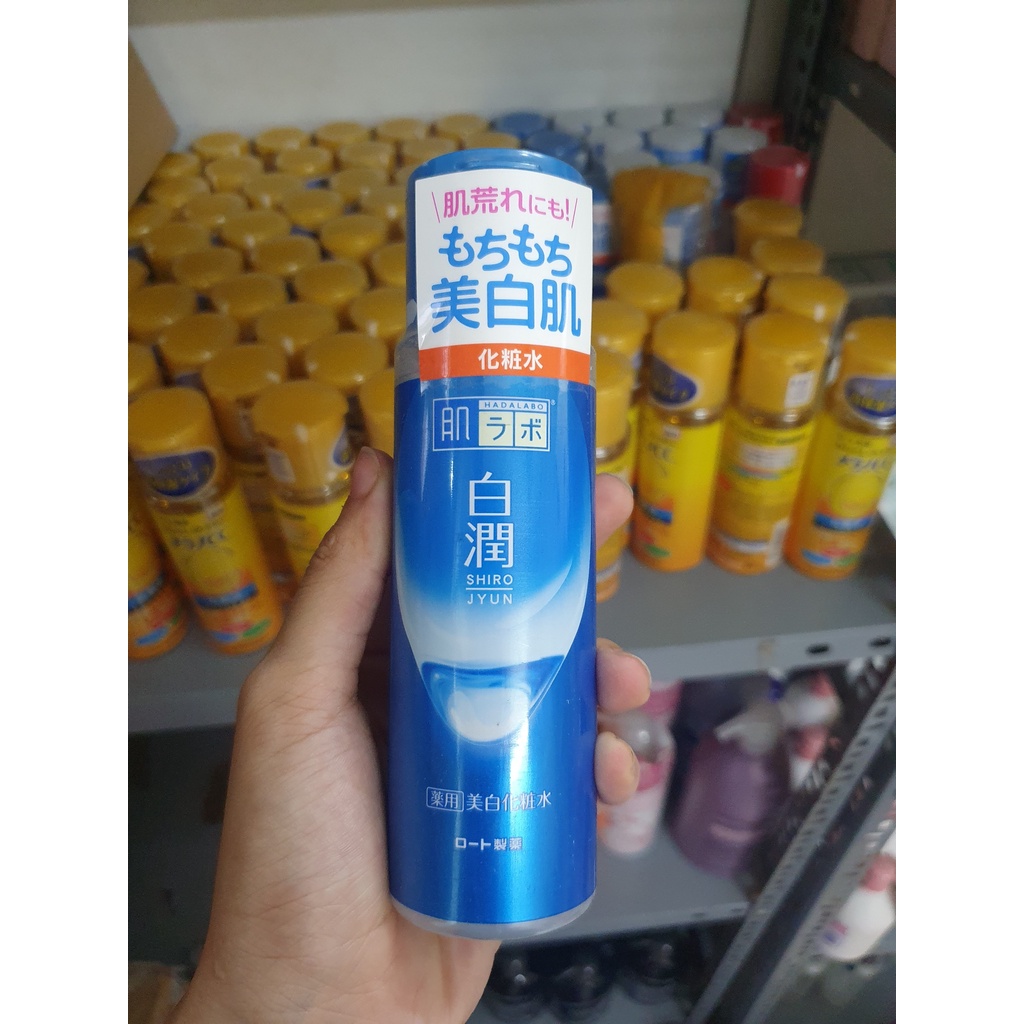 肌荒れにも!
もちもち
美白肌
化粧水
HADALABO®
肌ラボ
白潤
SHIRO
JYUN
薬用 美白化粧水
ロート製薬